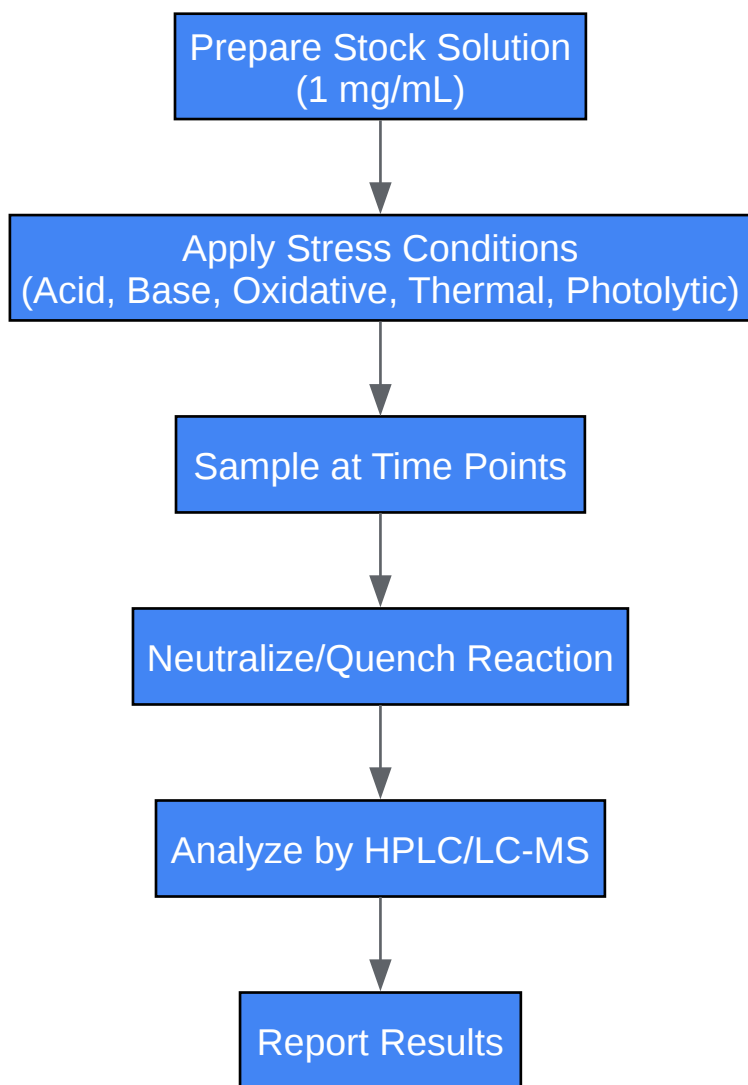 Prepare Stock Solution
(1 mg/mL)
Apply Stress Conditions
(Acid, Base, Oxidative, Thermal, Photolytic)
Sample at Time Points
Neutralize/Quench Reaction
Analyze by HPLC/LC-MS
Report Results